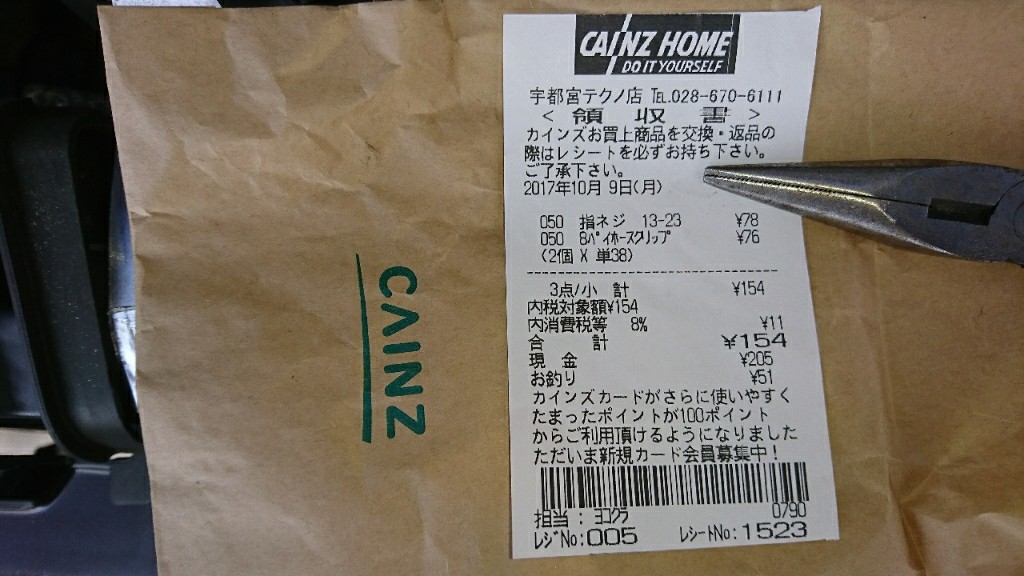 CAINZ HOME
DO IT YOURSELF
宇都宮テクノ店 TEL.028-670-6111
< 領 収 書 >
カインズお買上商品を交換・返品の
際はレシートを必ずお持ち下さい。
ご了承下さい。
2017年10月 9日(月)
050 指ネジ 13-23 ¥78
050 8パイホースクリップ ¥76
(2個 X 単38)
3点/小 計 ¥154
内税対象額¥154
内消費税等 8% ¥11
合 計 ¥154
現 金 ¥205
お釣り ¥51
カインズカードがさらに使いやすく
たまったポイントが100ポイント
からご利用頂けるようになりました
ただいま新規カード会員募集中!
0790
担当 : ヨコクラ
レジNo:005 レシートNo:1523
CAINZ